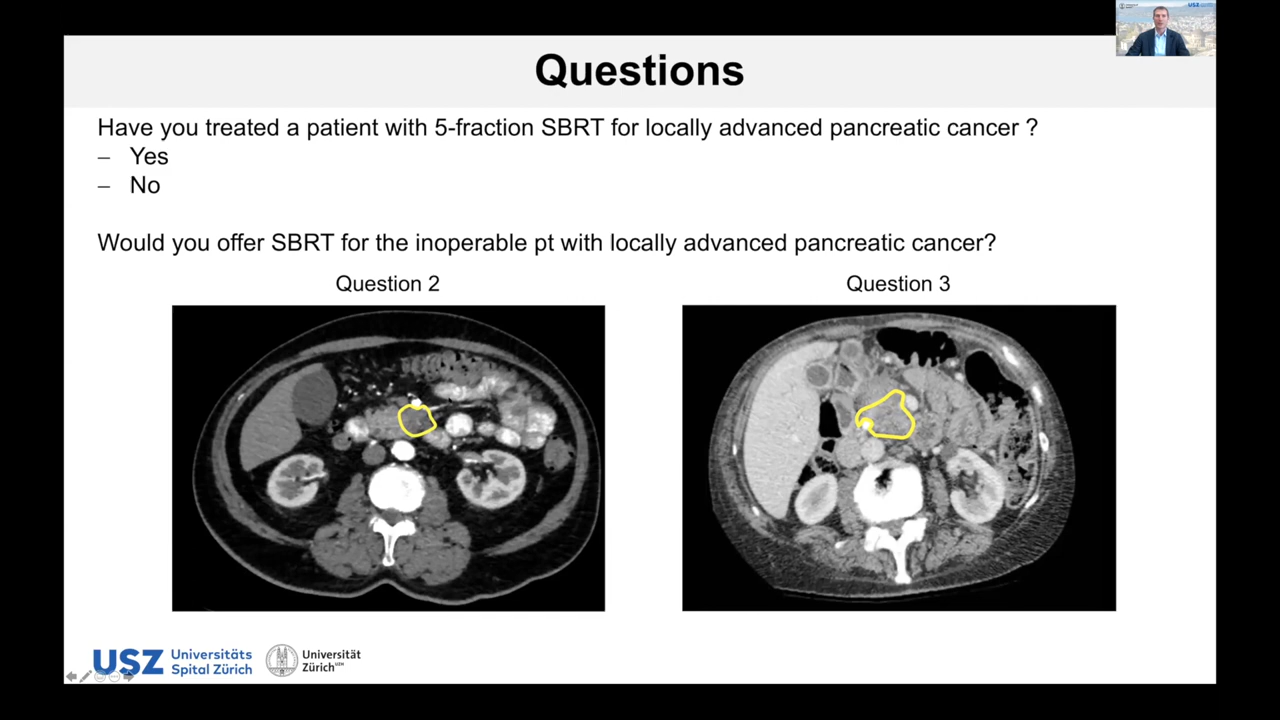 Questions
Have you treated a patient with 5-fraction SBRT for locally advanced pancreatic cancer ?
– Yes
– No
Would you offer SBRT for the inoperable pt with locally advanced pancreatic cancer?
Question 2
Question 3
USZ Universitäts
Spital Zürich
Universität
Zürich UZH
USZ